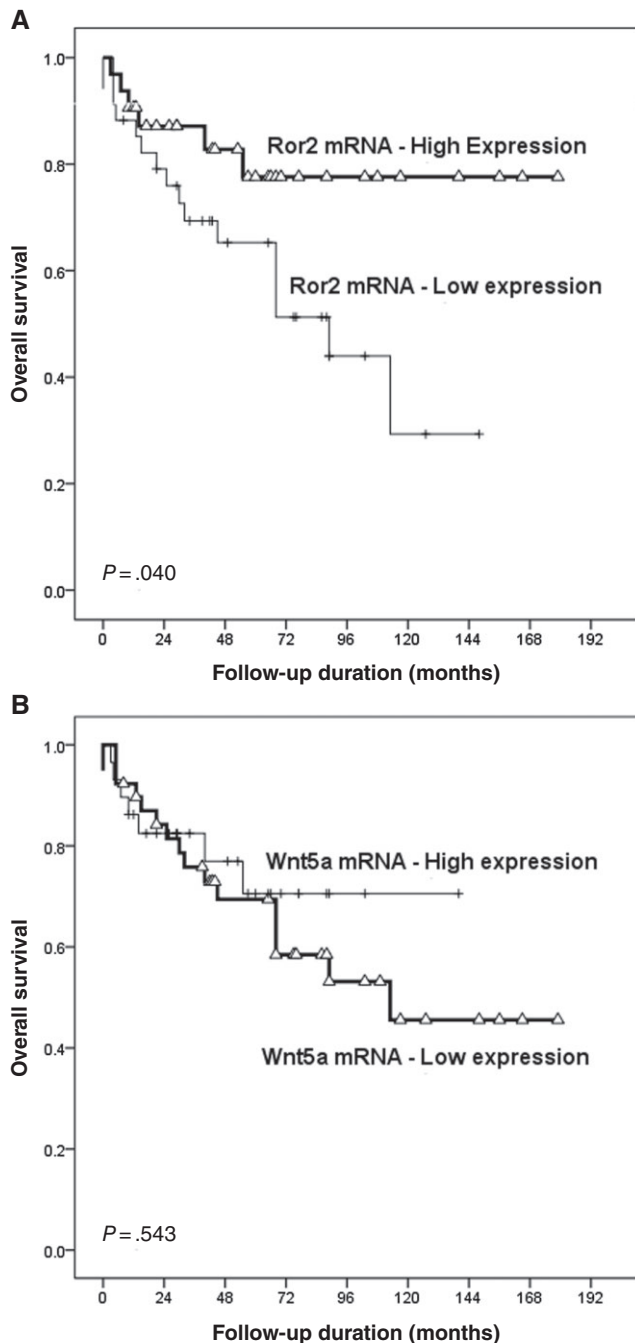 A
1.0
Ror2 mRNA - High Expression
0.8
0.6
Ror2 mRNA - Low expression
Overall survival
0.4
0.2
P = .040
0.0
0 24 48 72 96 120 144 168 192
Follow-up duration (months)
B
1.0
Wnt5a mRNA - High expression
0.8
0.6
Overall survival
0.4
Wnt5a mRNA - Low expression
0.2
P = .543
0.0
0 24 48 72 96 120 144 168 192
Follow-up duration (months)